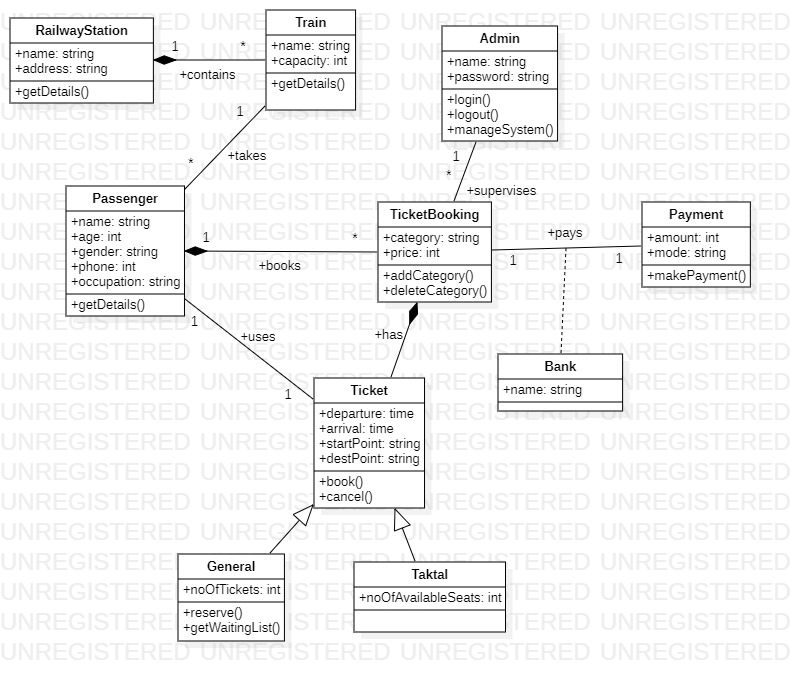 RailwayStation
+name: string
+address: string
+getDetails()
1
*
+contains
Train
+name: string
+capacity: int
+getDetails()
Admin
+name: string
+password: string
+login()
+logout()
+manageSystem()
1
*
+takes
1
*
+supervises
Passenger
+name: string
+age: int
+gender: string
+phone: int
+occupation: string
+getDetails()
1
*
+books
TicketBooking
+category: string
+price: int
+addCategory()
+deleteCategory()
+pays
1
1
Payment
+amount: int
+mode: string
+makePayment()
1
+uses
1
+has
Bank
+name: string
Ticket
+departure: time
+arrival: time
+startPoint: string
+destPoint: string
+book()
+cancel()
General
+noOfTickets: int
+reserve()
+getWaitingList()
Taktal
+noOfAvailableSeats: int
UNREGISTERED UNREGISTERED UNREGISTERED UNREGISTERED